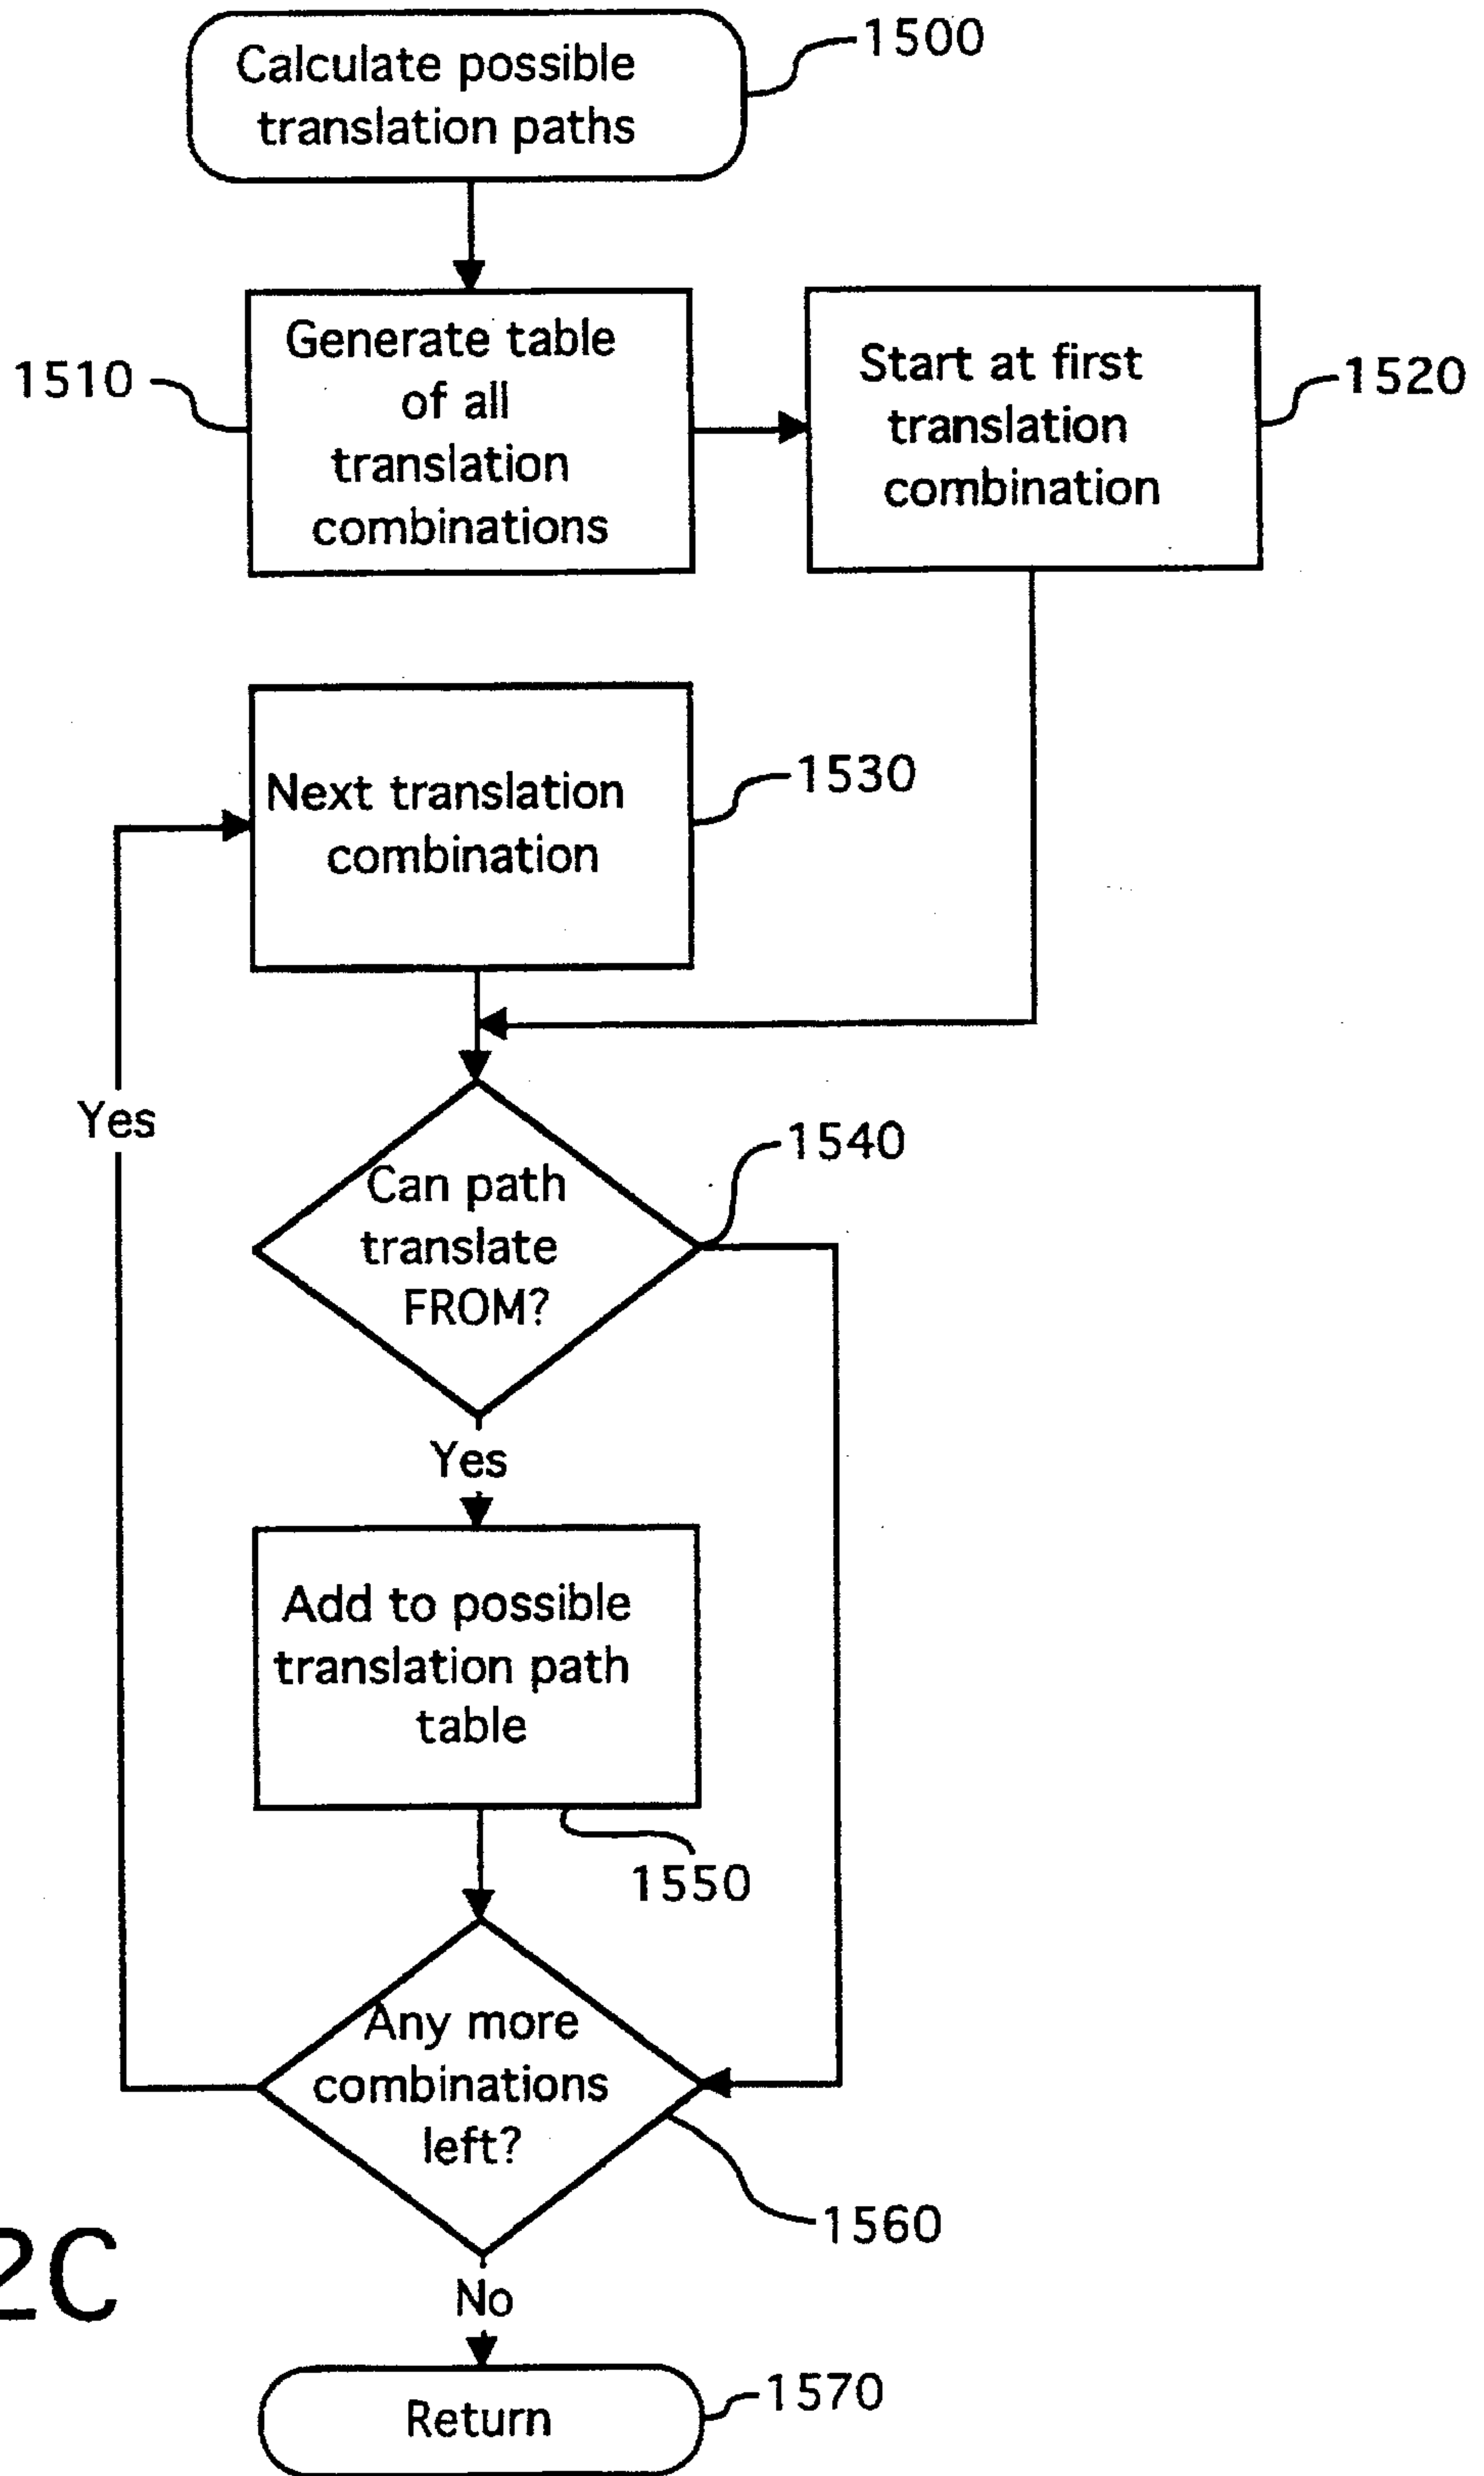 Calculate possible
translation paths
1500
Generate table
of all
translation
combinations
1510
Start at first
translation
combination
1520
Next translation
combination
1530
Yes
Can path
translate
FROM?
1540
Yes
Add to possible
translation path
table
1550
Any more
combinations
left?
1560
2C
No
Return
1570